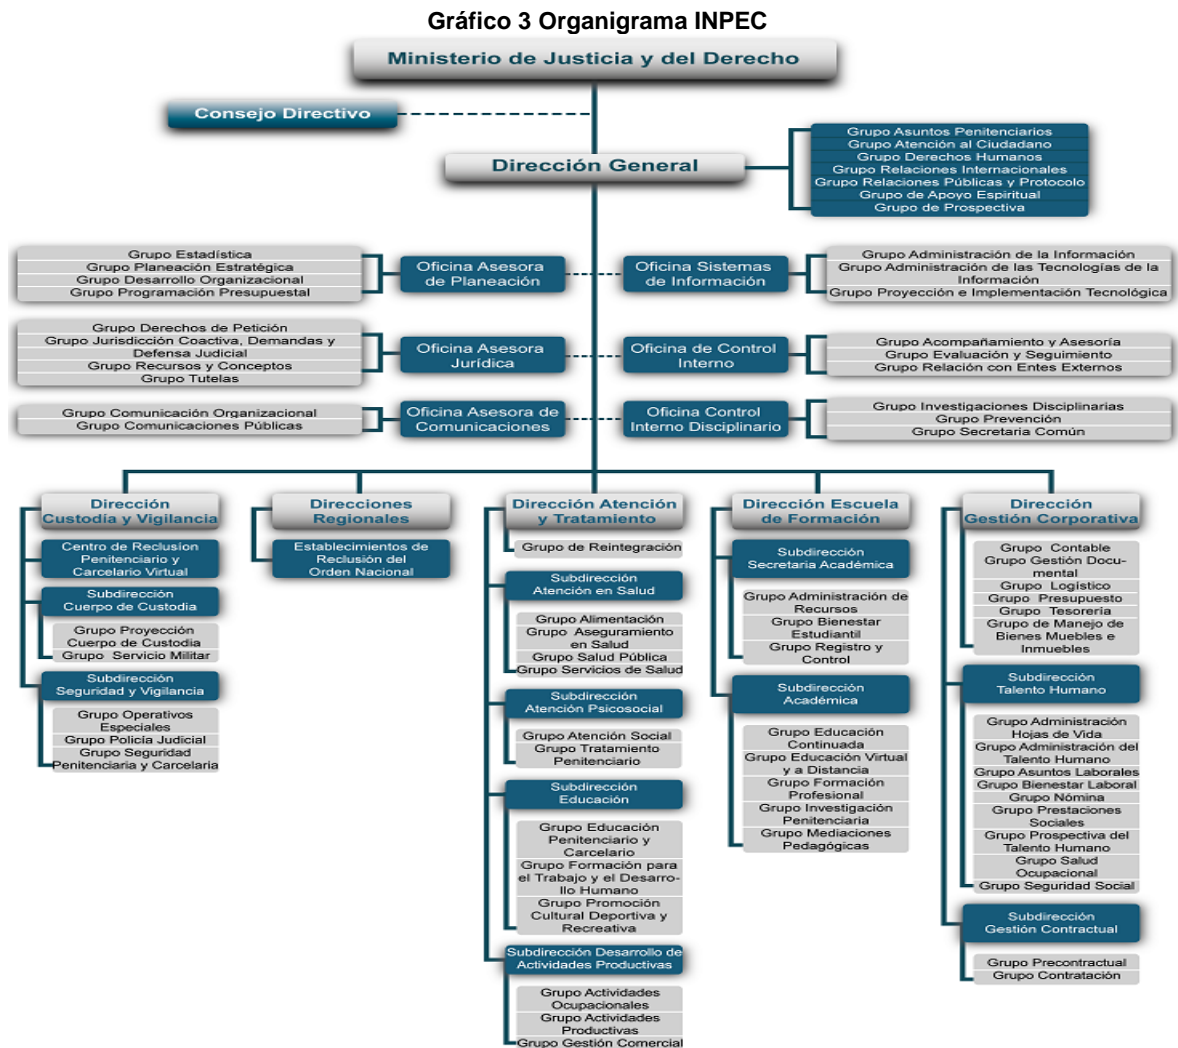 Gráfico 3 Organigrama INPEC
Ministerio de Justicia y del Derecho
Consejo Directivo
Dirección General
Grupo Asuntos Penitenciarios
Grupo Atención al Ciudadano
Grupo Derechos Humanos
Grupo Relaciones Internacionales
Grupo Relaciones Públicas y Protocolo
Grupo de Apoyo Espiritual
Grupo de Prospectiva
Grupo Estadística
Grupo Planeación Estratégica
Grupo Desarrollo Organizacional
Grupo Programación Presupuestal
Oficina Asesora
de Planeación
Oficina Sistemas
de Información
Grupo Administración de la Información
Grupo Administración de las Tecnologías de la
Información
Grupo Proyección e Implementación Tecnológica
Grupo Derechos de Petición
Grupo Jurisdicción Coactiva, Demandas y
Defensa Judicial
Grupo Recursos y Conceptos
Grupo Tutelas
Oficina Asesora
Jurídica
Oficina de Control
Interno
Grupo Acompañamiento y Asesoría
Grupo Evaluación y Seguimiento
Grupo Relación con Entes Externos
Grupo Comunicación Organizacional
Grupo Comunicaciones Públicas
Oficina Asesora de
Comunicaciones
Oficina Control
Interno Disciplinario
Grupo Investigaciones Disciplinarias
Grupo Prevención
Grupo Secretaria Común
Dirección
Custodia y Vigilancia
Centro de Reclusion
Penitenciario y
Carcelario Virtual
Subdirección
Cuerpo de Custodia
Grupo Proyección
Cuerpo de Custodia
Grupo Servicio Militar
Subdirección
Seguridad y Vigilancia
Grupo Operativos
Especiales
Grupo Policía Judicial
Grupo Seguridad
Penitenciaria y Carcelaria
Direcciones
Regionales
Establecimientos de
Reclusión del
Orden Nacional
Dirección Atención
y Tratamiento
Grupo de Reintegración
Subdirección
Atención en Salud
Grupo Alimentación
Grupo Aseguramiento
en Salud
Grupo Salud Pública
Grupo Servicios de Salud
Subdirección
Atención Psicosocial
Grupo Atención Social
Grupo Tratamiento
Penitenciario
Subdirección
Educación
Grupo Educación
Penitenciario y
Carcelario
Grupo Formación para
el Trabajo y el Desarro-
llo Humano
Grupo Promoción
Cultural Deportiva y
Recreativa
Subdirección Desarrollo de
Actividades Productivas
Grupo Actividades
Ocupacionales
Grupo Actividades
Productivas
Grupo Gestión Comercial
Dirección Escuela
de Formación
Subdirección
Secretaria Académica
Grupo Administración de
Recursos
Grupo Bienestar
Estudiantil
Grupo Registro y
Control
Subdirección
Académica
Grupo Educación
Continuada
Grupo Educación Virtual
y a Distancia
Grupo Formación
Profesional
Grupo Investigación
Penitenciaria
Grupo Mediaciones
Pedagógicas
Dirección
Gestión Corporativa
Grupo Contable
Grupo Gestión Docu-
mental
Grupo Logístico
Grupo Presupuesto
Grupo Tesorería
Grupo de Manejo de
Bienes Muebles e
Inmuebles
Subdirección
Talento Humano
Grupo Administración
Hojas de Vida
Grupo Administración del
Talento Humano
Grupo Asuntos Laborales
Grupo Bienestar Laboral
Grupo Nómina
Grupo Prestaciones
Sociales
Grupo Prospectiva del
Talento Humano
Grupo Salud
Ocupacional
Grupo Seguridad Social
Subdirección
Gestión Contractual
Grupo Precontractual
Grupo Contratación